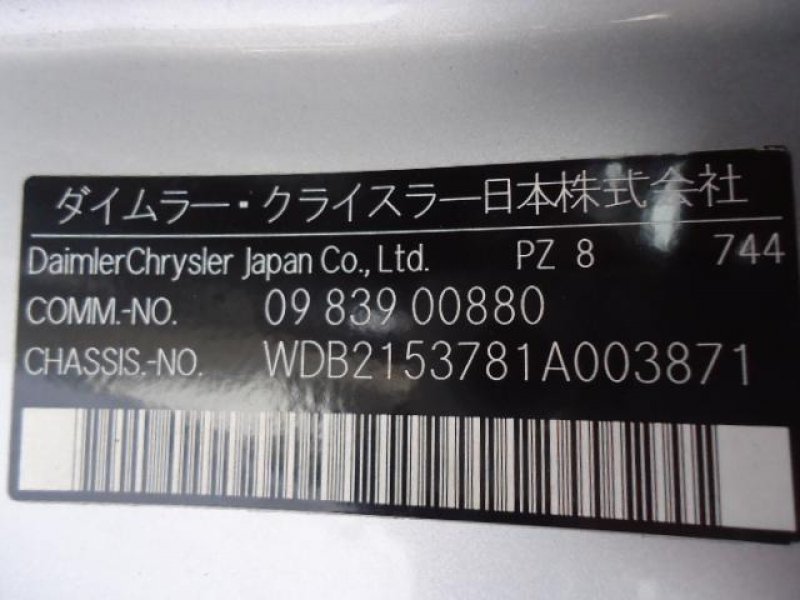 ダイムラー・クライスラー日本株式会社
DaimlerChrysler Japan Co., Ltd. PZ 8 744
COMM.-NO. 09 839 00880
CHASSIS.-NO. WDB2153781A003871